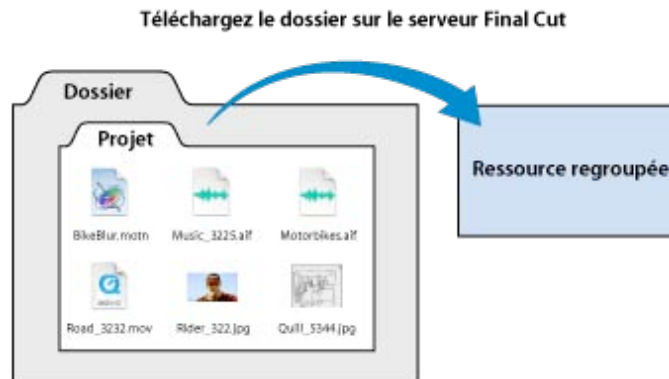 Téléchargez le dossier sur le serveur Final Cut
Dossier
Projet
Ressource regroupée
BikeBlur.motn Music_3225.aif Motorbikes.aif
Road_3232.mov Rider_322.jpg Quill_5344.jpg